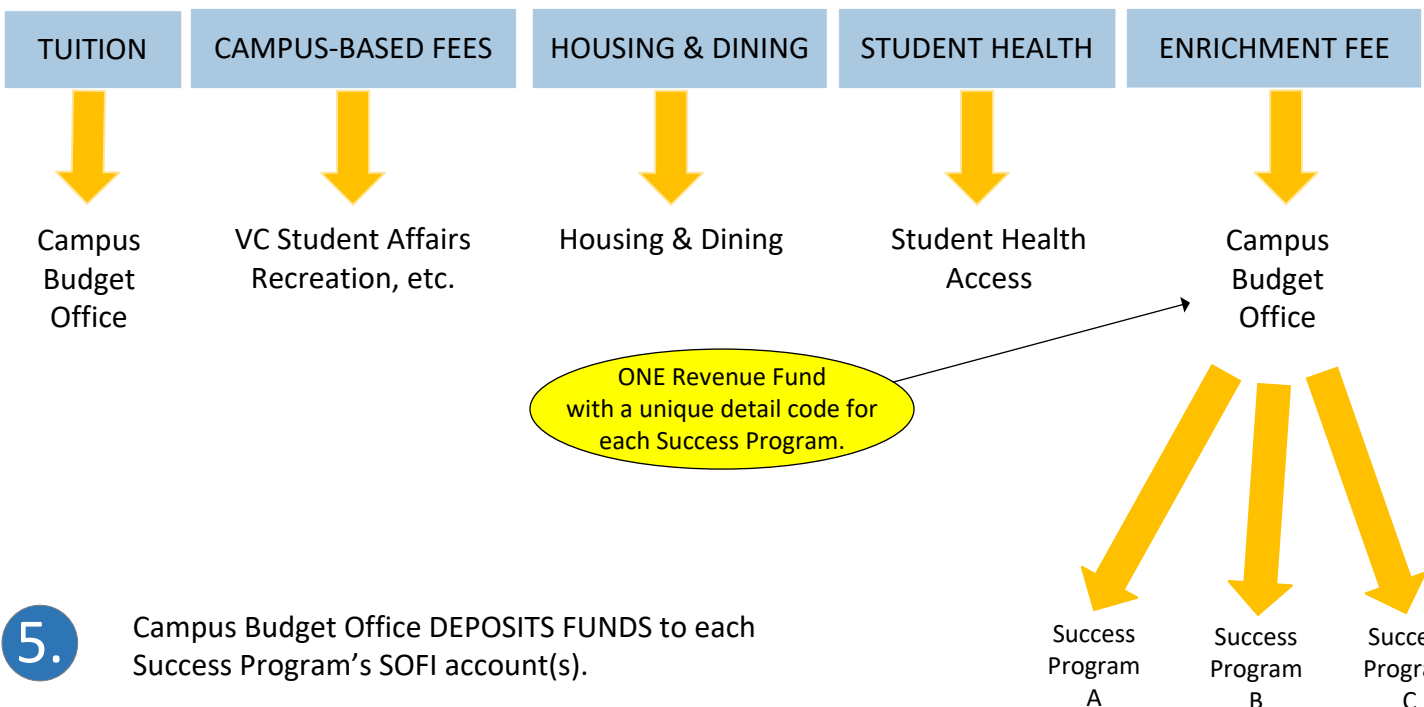 TUITION
CAMPUS-BASED FEES
HOUSING & DINING
STUDENT HEALTH
ENRICHMENT FEE
Campus
Budget
Office
VC Student Affairs
Recreation, etc.
Housing & Dining
Student Health
Access
Campus
Budget
Office
ONE Revenue Fund
with a unique detail code for
each Success Program.
5.
Campus Budget Office DEPOSITS FUNDS to each
Success Program’s SOFI account(s).
Success
Program
A
Success
Program
B
Succe
Progra
C